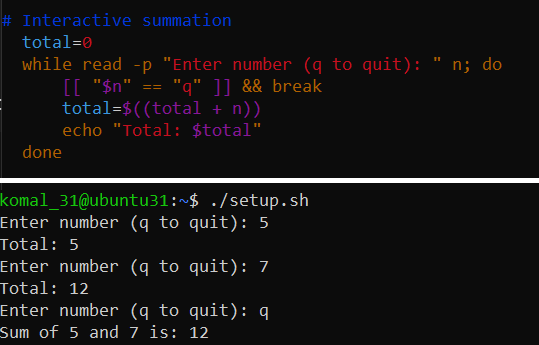 # Interactive summation
total=0
while read -p "Enter number (q to quit): " n; do
[[ "$n" == "q" ]] && break
total=$((total + n))
echo "Total: $total"
done
komal_31@ubuntu31:~$ ./setup.sh
Enter number (q to quit): 5
Total: 5
Enter number (q to quit): 7
Total: 12
Enter number (q to quit): q
Sum of 5 and 7 is: 12